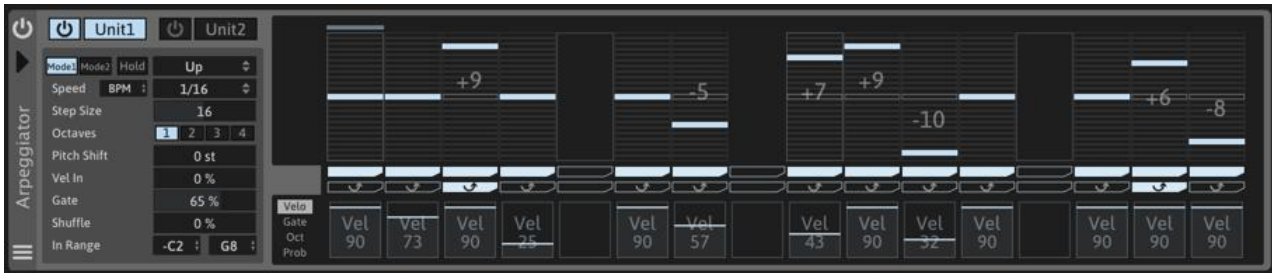 Arpeggiator
Unit1 Unit2
Mode1 Mode2 Hold Up
Speed BPM 1/16
Step Size 16
Octaves 1 2 3 4
Pitch Shift 0 st
Vel In 0 %
Gate 65 %
Shuffle 0 %
In Range -C2 G8
+9 -5 +7 +9 -10 +6 -8
Velo
Gate
Oct
Prob
Vel Vel Vel Vel Vel Vel Vel Vel Vel Vel Vel Vel Vel
90 73 90 25 90 57 43 90 32 90 90 90 90